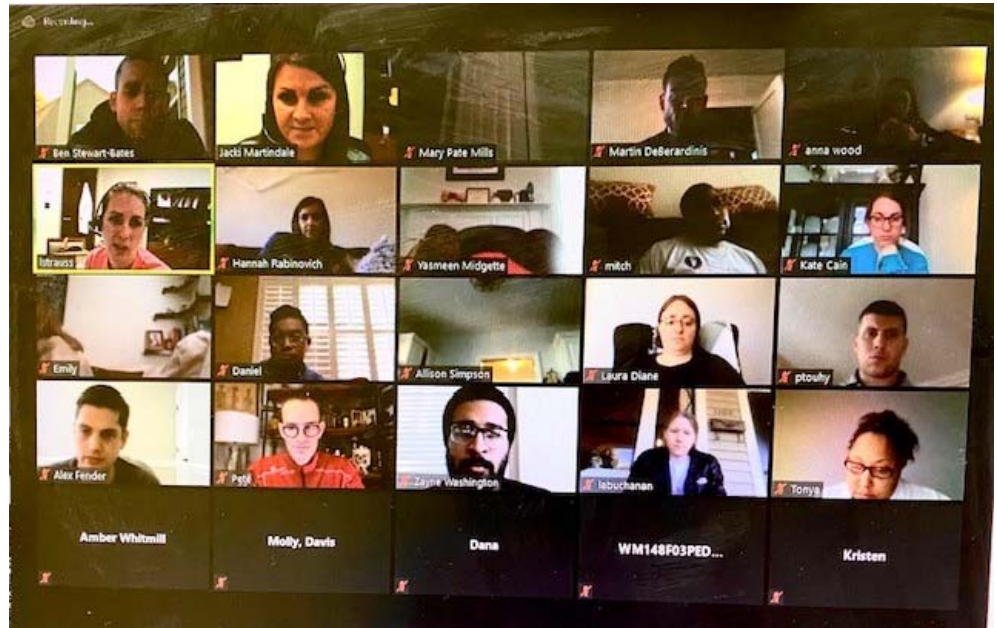 Recording...
Ben Stewart-Bates
Jacki Martindale
Mary Pate Mills
Martin DeBerardinis
anna wood
lstrauss
Hannah Rabinovich
Yasmeen Midgette
mitch
Kate Cain
Emily
Daniel
Allison Simpson
Laura Diane
ptouhy
Alex Fender
Pete
Zayne Washington
labuchanan
Tonya
Amber Whitmill
Molly, Davis
Dana
WM148F03PED...
Kristen